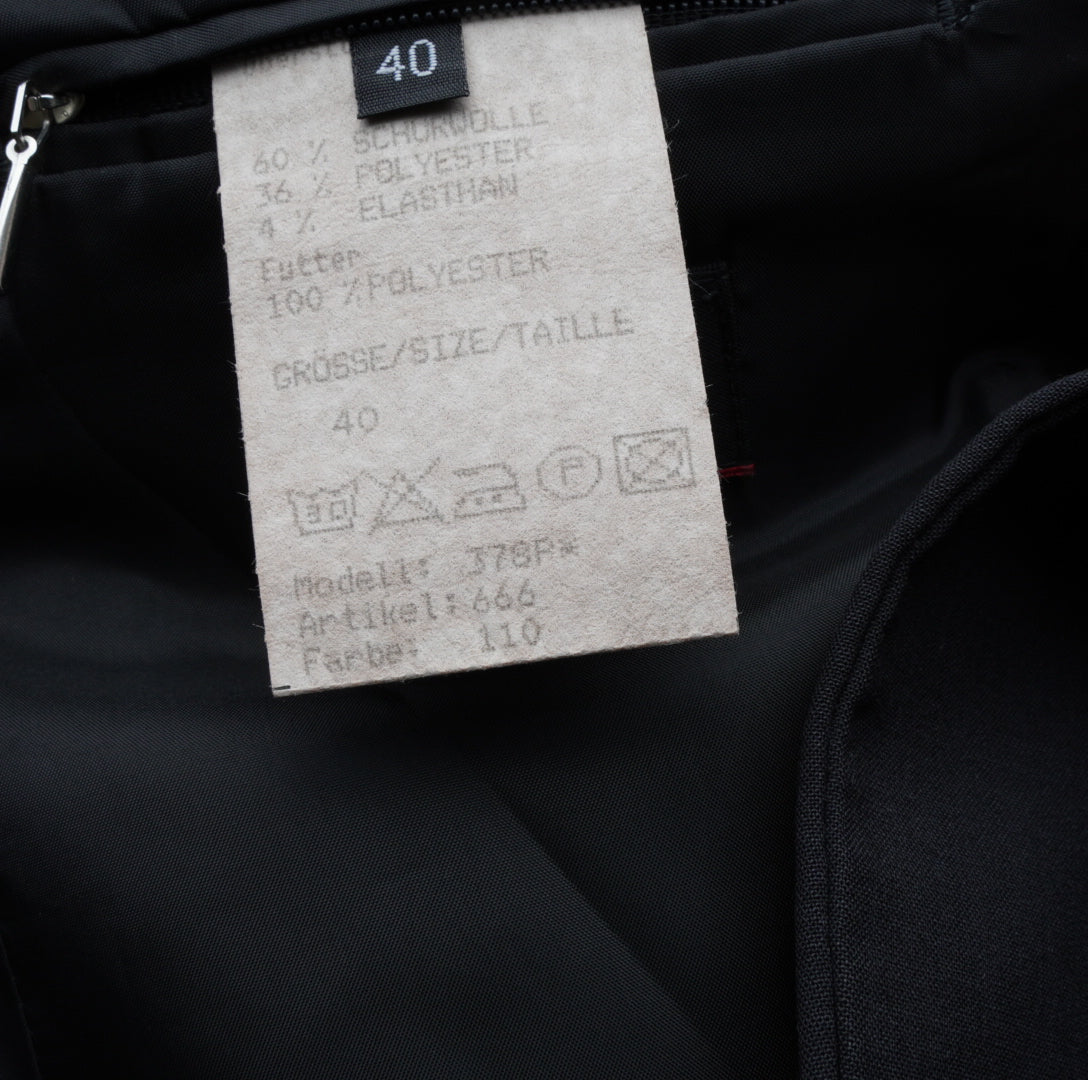 40
60 % SCHURWOLLE
36 % POLYESTER
4 % ELASTHAN
Futter
100 %POLYESTER
GRÖSSE/SIZE/TAILLE
40
30 P
Modell: 378P*
Artikel:666
Farbe: 110